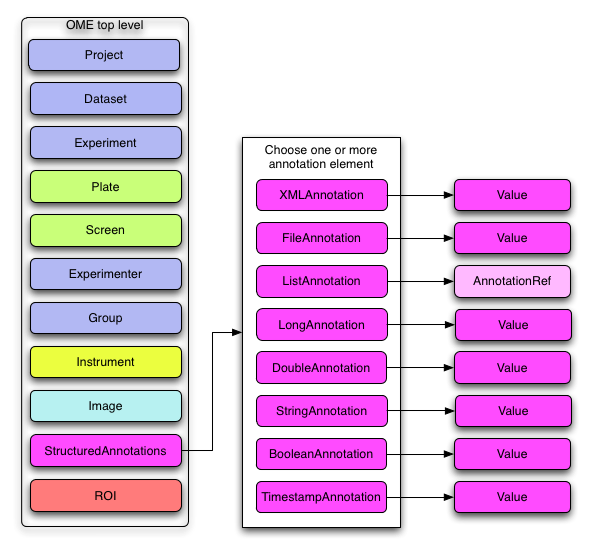 OME top level
Project
Dataset
Experiment
Plate
Screen
Experimenter
Group
Instrument
Image
StructuredAnnotations
ROI
Choose one or more
annotation element
XMLAnnotation
Value
FileAnnotation
Value
ListAnnotation
AnnotationRef
LongAnnotation
Value
DoubleAnnotation
Value
StringAnnotation
Value
BooleanAnnotation
Value
TimestampAnnotation
Value